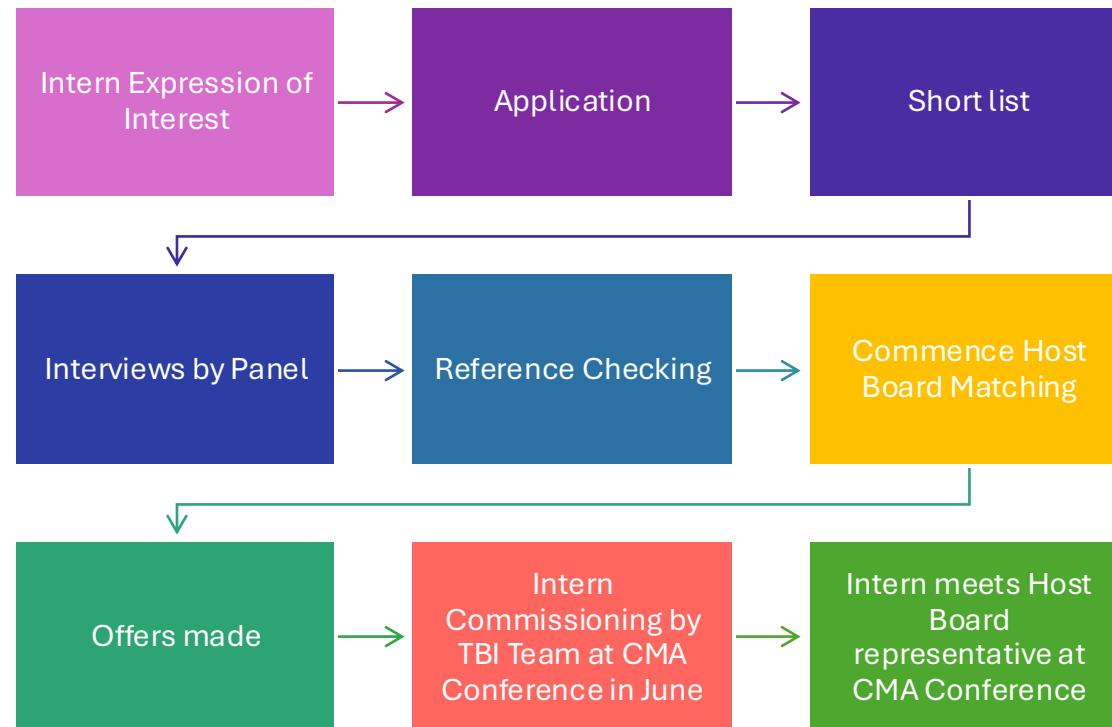 Intern Expression of
Interest
Application
Short list
Interviews by Panel
Reference Checking
Commence Host
Board Matching
Offers made
Intern
Commissioning by
TBI Team at CMA
Conference in June
Intern meets Host
Board
representative at
CMA Conference